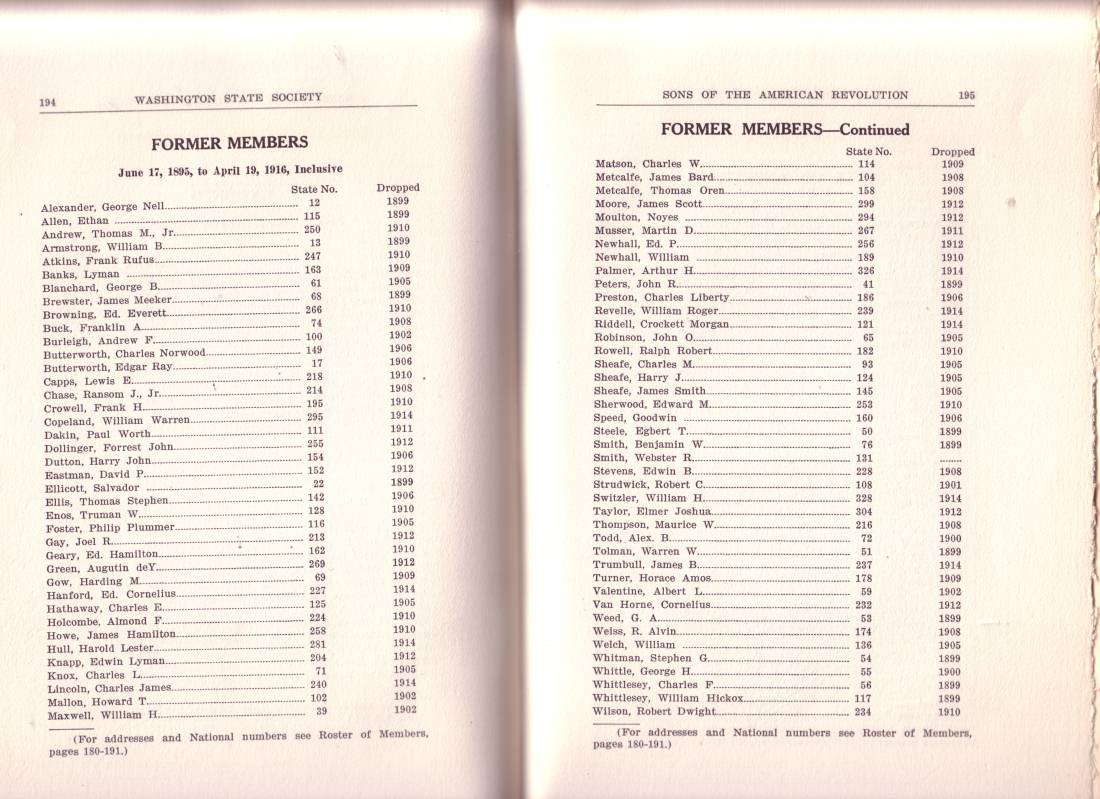 194 WASHINGTON STATE SOCIETY
FORMER MEMBERS
June 17, 1895, to April 19, 1916, Inclusive
State No. Dropped
Alexander, George Nell 12 1899
Allen, Ethan 115 1899
Andrew, Thomas M., Jr. 250 1910
Armstrong, William B. 13 1899
Atkins, Frank Rufus 247 1910
Banks, Lyman 163 1909
Blanchard, George B. 61 1905
Brewster, James Meeker 68 1899
Browning, Ed. Everett 266 1910
Buck, Franklin A. 74 1908
Burleigh, Andrew F. 100 1902
Butterworth, Charles Norwood 149 1906
Butterworth, Edgar Ray 17 1906
Capps, Lewis E. 218 1910
Chase, Ransom J., Jr. 214 1908
Crowell, Frank H. 195 1910
Copeland, William Warren 295 1914
Dakin, Paul Worth 111 1911
Dollinger, Forrest John 255 1912
Dutton, Harry John 154 1906
Eastman, David P. 152 1912
Ellicott, Salvador 22 1899
Ellis, Thomas Stephen 142 1906
Enos, Truman W. 128 1910
Foster, Philip Plummer 116 1905
Gay, Joel R. 213 1912
Geary, Ed. Hamilton 162 1910
Green, Augutin deY. 269 1912
Gow, Harding M. 69 1909
Hanford, Ed. Cornelius 227 1914
Hathaway, Charles E. 125 1905
Holcombe, Almond F. 224 1910
Howe, James Hamilton 258 1910
Hull, Harold Lester 281 1914
Knapp, Edwin Lyman 204 1912
Knox, Charles L. 71 1905
Lincoln, Charles James 240 1914
Mallon, Howard T. 102 1902
Maxwell, William H. 39 1902
(For addresses and National numbers see Roster of Members,
pages 180-191.)
SONS OF THE AMERICAN REVOLUTION 195
FORMER MEMBERS—Continued
State No. Dropped
Matson, Charles W. 114 1909
Metcalfe, James Bard 104 1908
Metcalfe, Thomas Oren 158 1908
Moore, James Scott 299 1912
Moulton, Noyes 294 1912
Musser, Martin D. 267 1911
Newhall, Ed. P. 256 1912
Newhall, William 189 1910
Palmer, Arthur H. 326 1914
Peters, John R. 41 1899
Preston, Charles Liberty 186 1906
Revelle, William Roger 239 1914
Riddell, Crockett Morgan 121 1914
Robinson, John O. 65 1905
Rowell, Ralph Robert 182 1910
Sheafe, Charles M. 93 1905
Sheafe, Harry J. 124 1905
Sheafe, James Smith 145 1905
Sherwood, Edward M. 253 1910
Speed, Goodwin 160 1906
Steele, Egbert T. 50 1899
Smith, Benjamin W. 76 1899
Smith, Webster R. 131 ........
Stevens, Edwin B. 228 1908
Strudwick, Robert C. 108 1901
Switzler, William H. 328 1914
Taylor, Elmer Joshua 304 1912
Thompson, Maurice W. 216 1908
Todd, Alex. B. 72 1900
Tolman, Warren W. 51 1899
Trumbull, James B. 237 1914
Turner, Horace Amos 178 1909
Valentine, Albert L. 59 1902
Van Horne, Cornelius 232 1912
Weed, G. A. 53 1899
Weiss, R. Alvin 174 1908
Welch, William 136 1905
Whitman, Stephen G. 54 1899
Whittle, George H. 55 1900
Whittlesey, Charles F. 56 1899
Whittlesey, William Hickox 117 1899
Wilson, Robert Dwight 234 1910
(For addresses and National numbers see Roster of Members,
pages 180-191.)